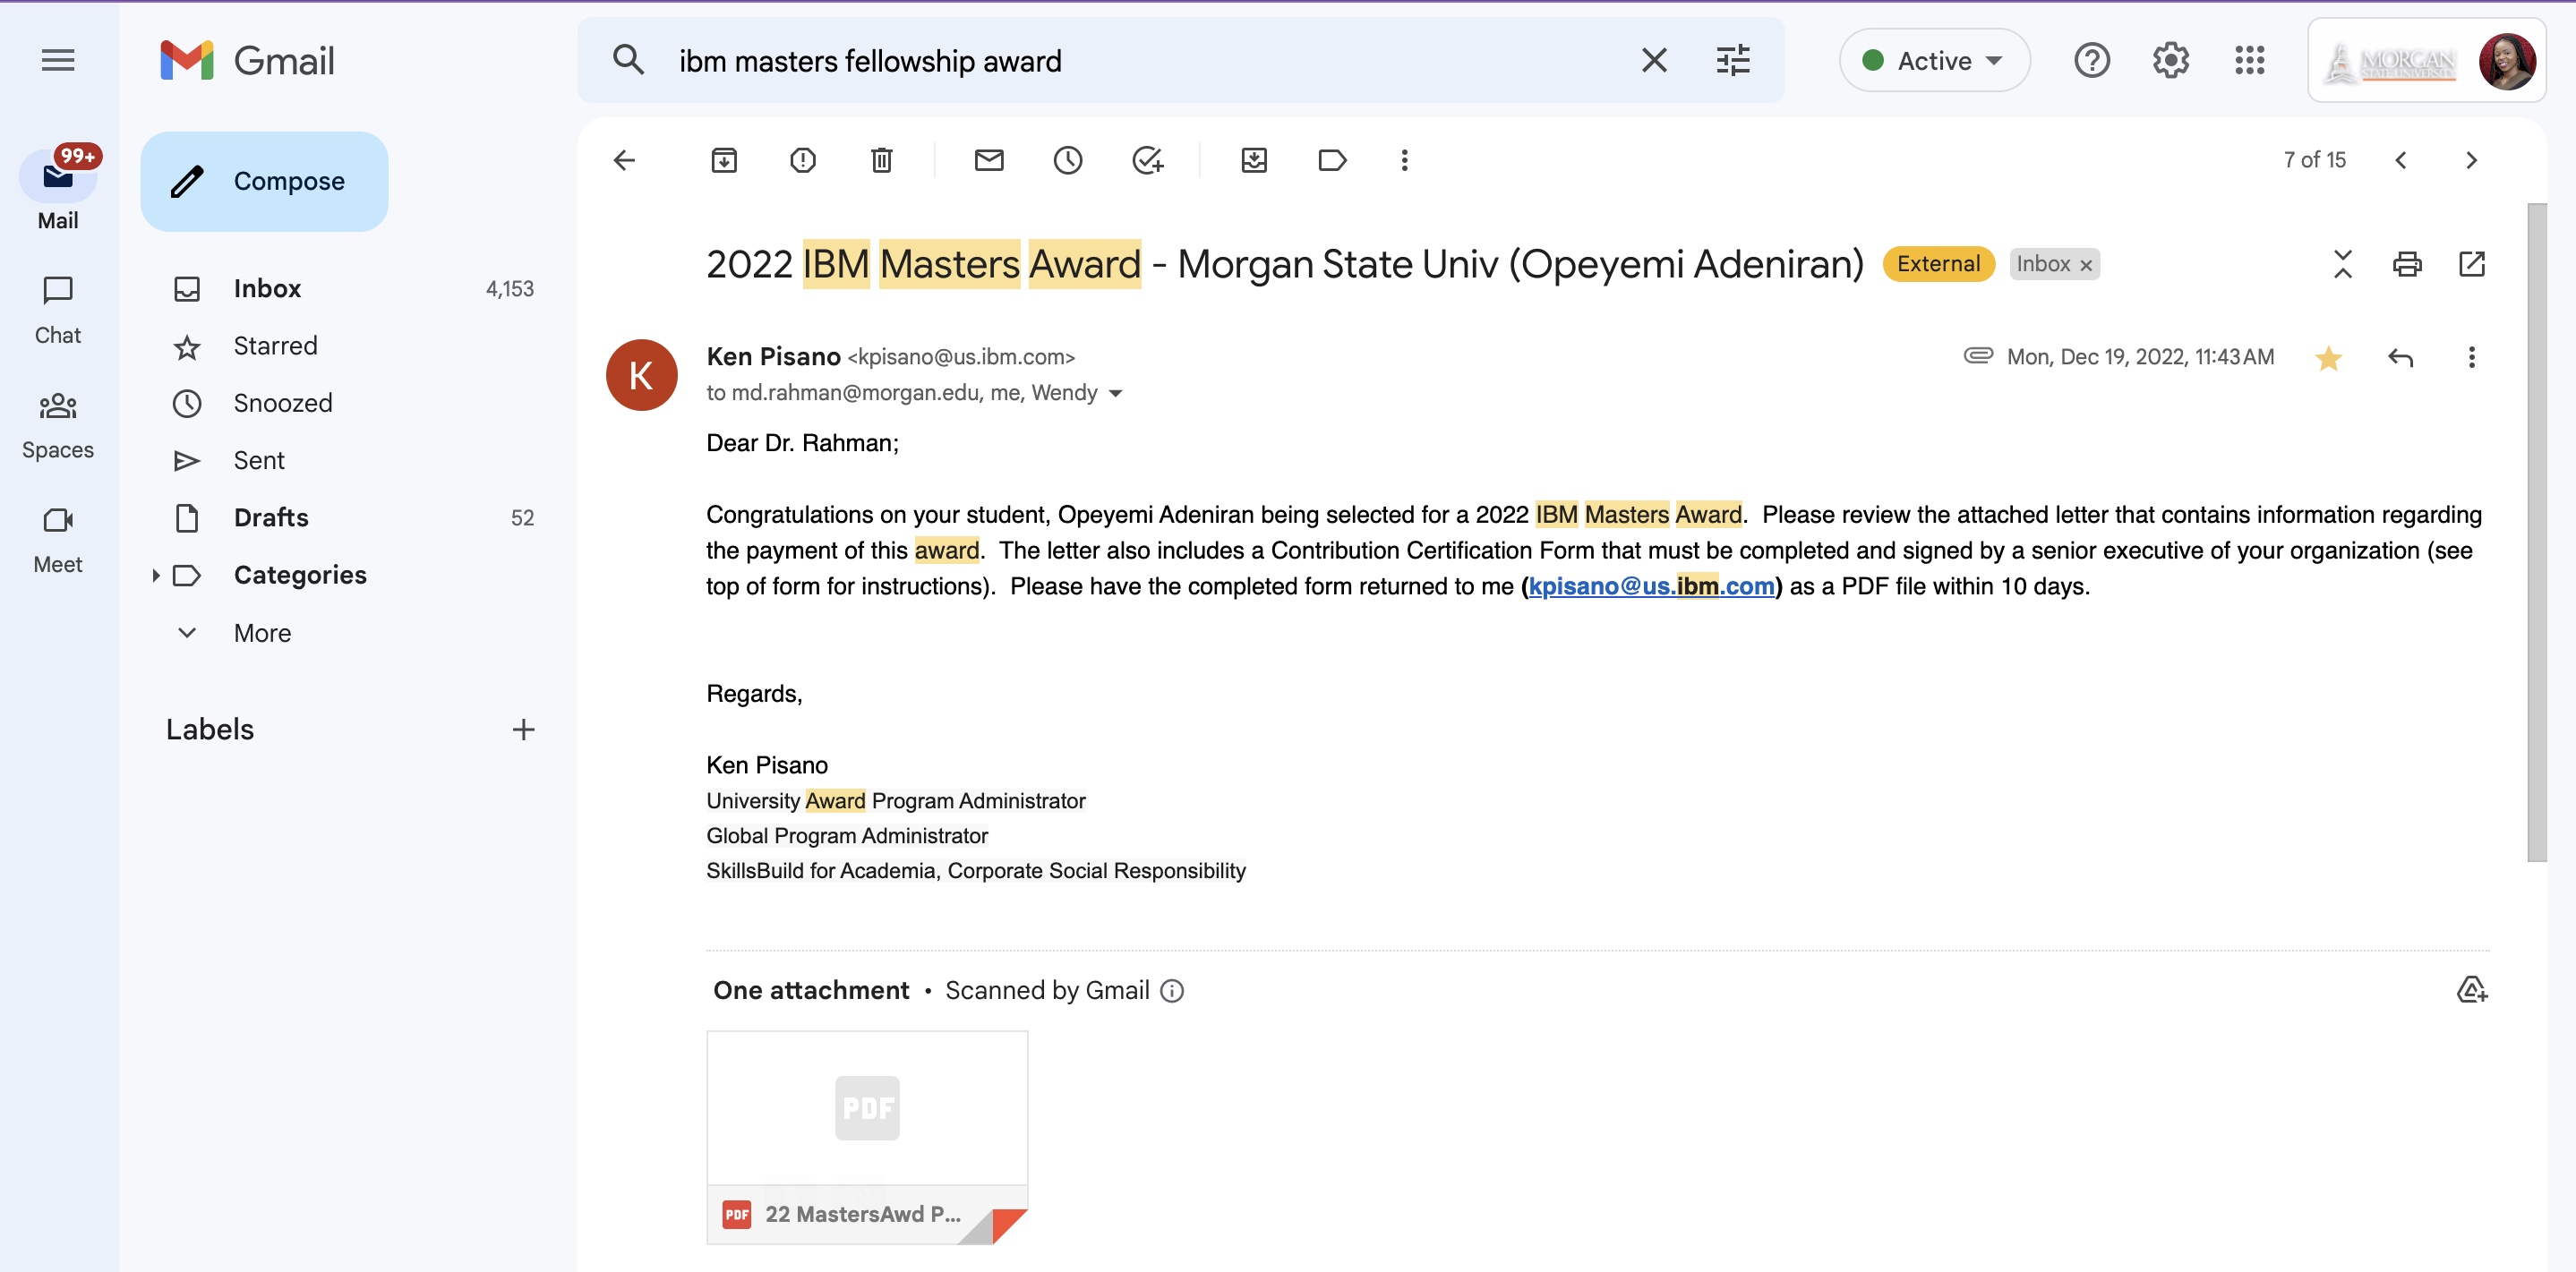 Gmail
ibm masters fellowship award
Active
MORGAN
STATE UNIVERSITY
99+
Mail
Chat
Spaces
Meet
Compose
Inbox 4,153
Starred
Snoozed
Sent
Drafts 52
Categories
More
Labels
7 of 15
2022 IBM Masters Award - Morgan State Univ (Opeyemi Adeniran) External Inbox ×
K
Ken Pisano <kpisano@us.ibm.com> Mon, Dec 19, 2022, 11:43 AM
to md.rahman@morgan.edu, me, Wendy
Dear Dr. Rahman;
Congratulations on your student, Opeyemi Adeniran being selected for a 2022 IBM Masters Award.  Please review the attached letter that contains information regarding
the payment of this award.  The letter also includes a Contribution Certification Form that must be completed and signed by a senior executive of your organization (see
top of form for instructions).  Please have the completed form returned to me (kpisano@us.ibm.com) as a PDF file within 10 days.
Regards,
Ken Pisano
University Award Program Administrator
Global Program Administrator
SkillsBuild for Academia, Corporate Social Responsibility
One attachment • Scanned by Gmail
PDF
PDF 22 MastersAwd P...